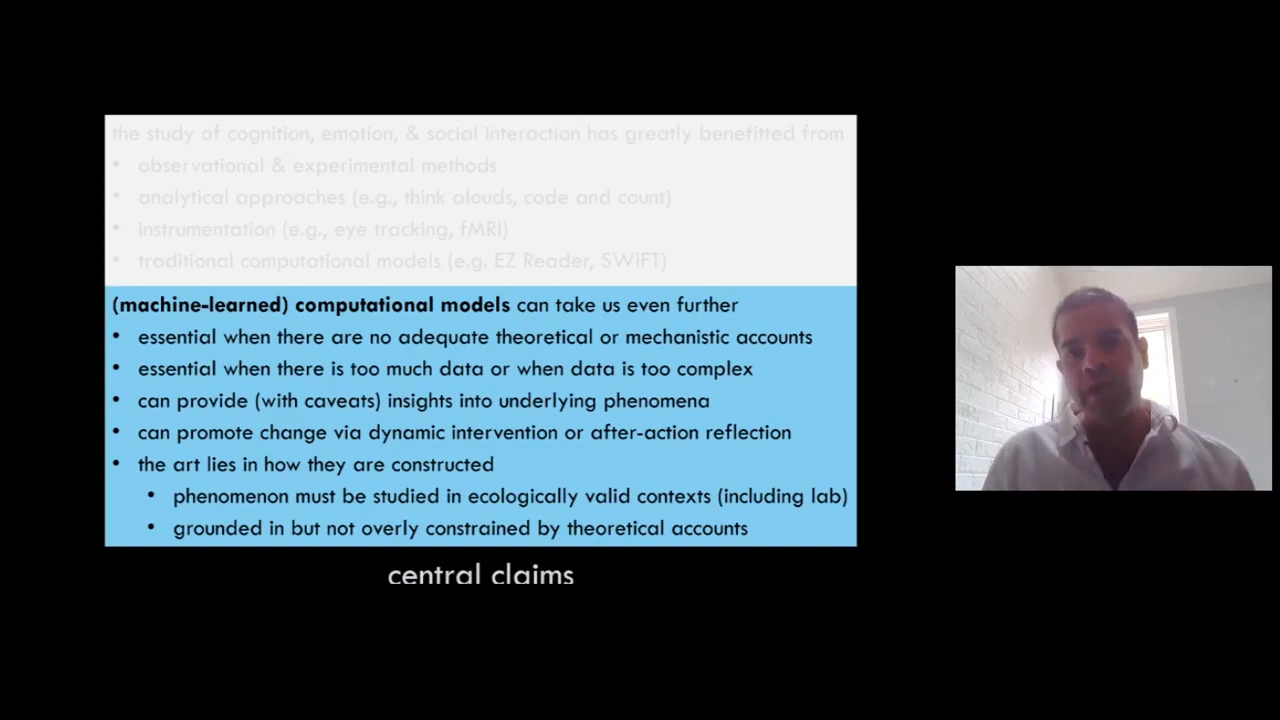 the study of cognition, emotion, & social interaction has greatly benefitted from
• observational & experimental methods
• analytical approaches (e.g., think alouds, code and count)
• instrumentation (e.g., eye tracking, fMRI)
• traditional computational models (e.g. EZ Reader, SWIFT)
(machine-learned) computational models can take us even further
• essential when there are no adequate theoretical or mechanistic accounts
• essential when there is too much data or when data is too complex
• can provide (with caveats) insights into underlying phenomena
• can promote change via dynamic intervention or after-action reflection
• the art lies in how they are constructed
• phenomenon must be studied in ecologically valid contexts (including lab)
• grounded in but not overly constrained by theoretical accounts
central claims